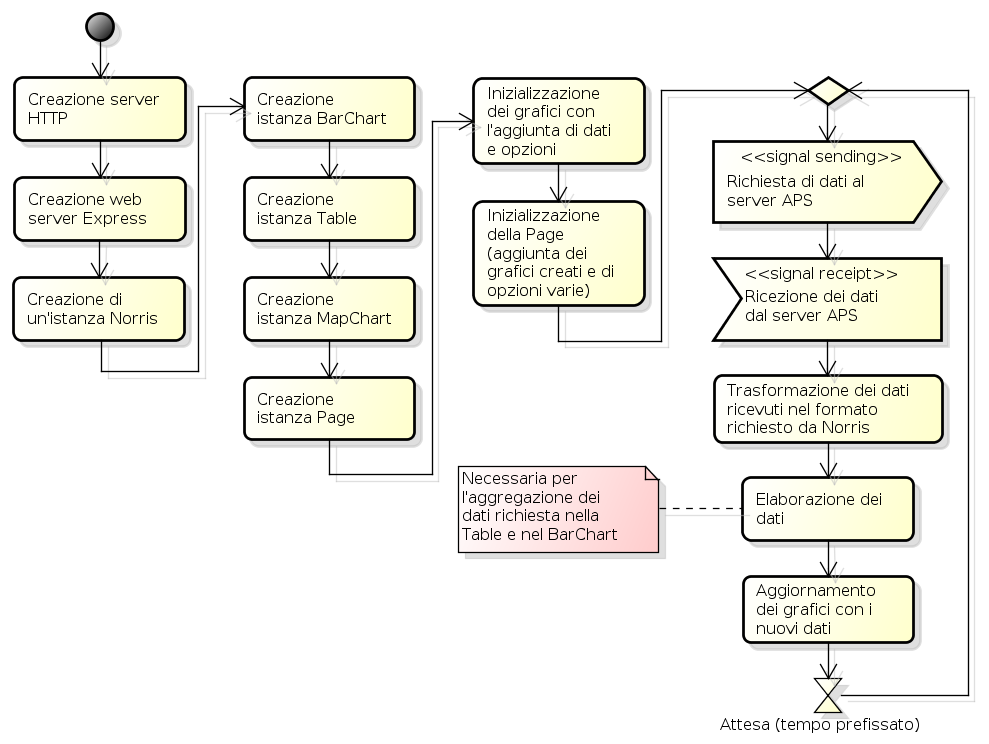 Creazione server
HTTP
Creazione web
server Express
Creazione di
un'istanza Norris
Creazione
istanza BarChart
Creazione
istanza Table
Creazione
istanza MapChart
Creazione
istanza Page
Inizializzazione
dei grafici con
l'aggiunta di dati
e opzioni
Inizializzazione
della Page
(aggiunta dei
grafici creati e di
opzioni varie)
<<signal sending>>
Richiesta di dati al
server APS
<<signal receipt>>
Ricezione dei dati
dal server APS
Trasformazione dei dati
ricevuti nel formato
richiesto da Norris
Necessaria per
l'aggregazione dei
dati richiesta nella
Table e nel BarChart
Elaborazione dei
dati
Aggiornamento
dei grafici con i
nuovi dati
Attesa (tempo prefissato)